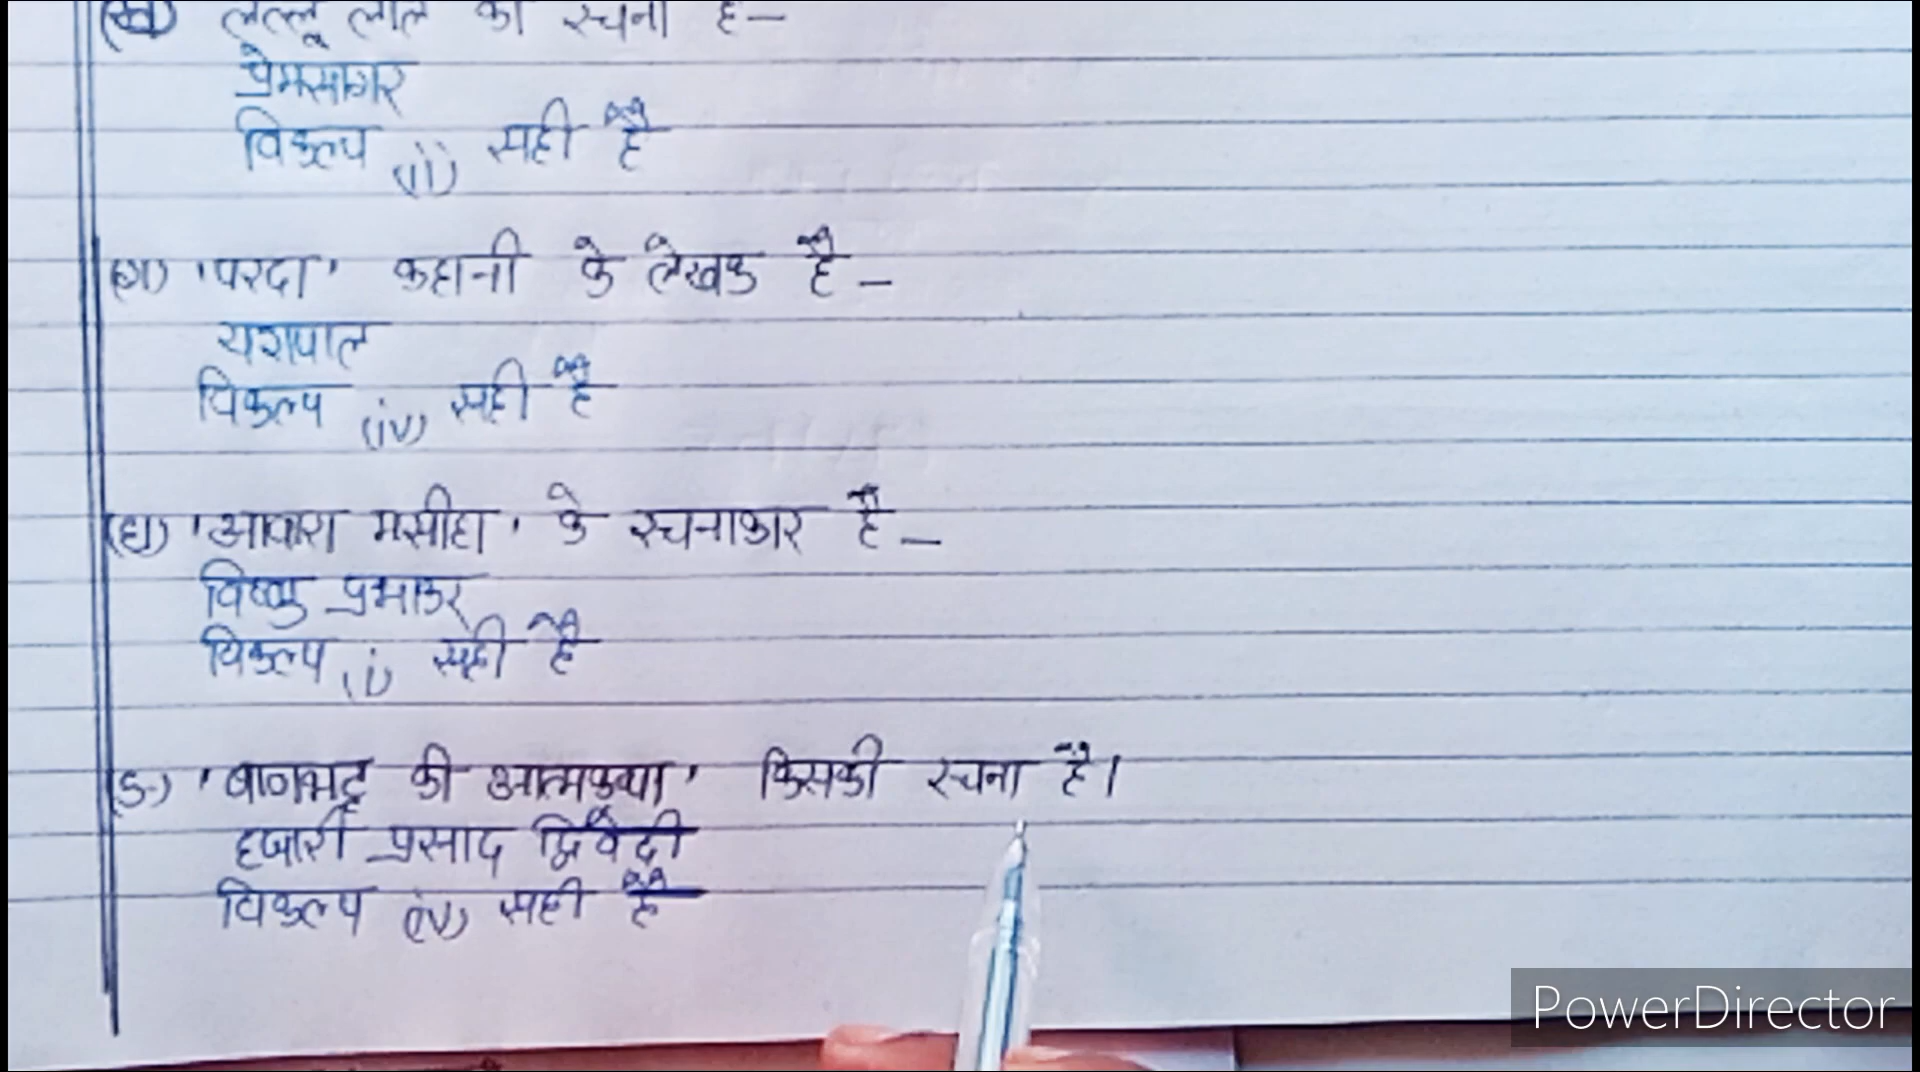 (ख) लल्लू लाल की रचना है —
प्रेमसागर
विकल्प (ii) सही है
(ग) 'परदा' कहानी के लेखक है —
यशपाल
विकल्प (iv) सही है
(घ) 'आवारा मसीहा' के रचनाकार है —
विष्णु प्रभाकर
विकल्प (i) सही है
(ङ) 'बाणभट्ट की आत्मकथा' किसकी रचना है।
हजारी प्रसाद द्विवेदी
विकल्प (iv) सही है
PowerDirector